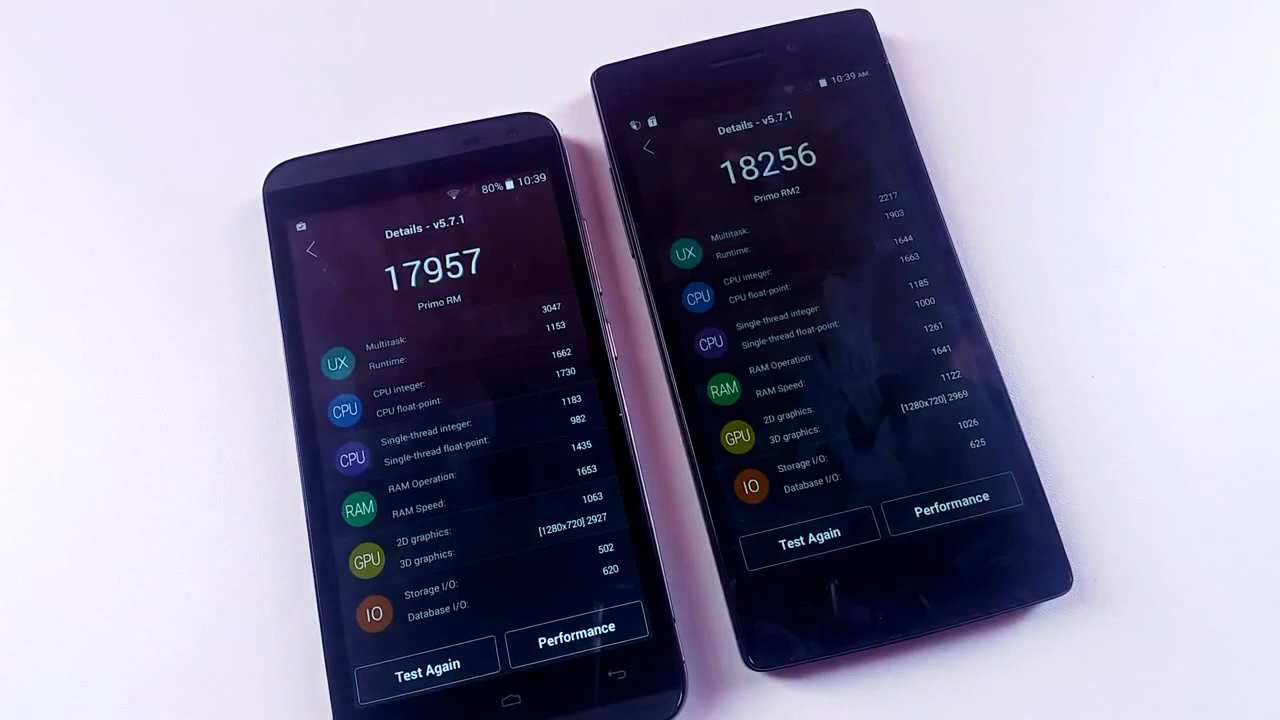 80% 10:39
Details - v5.7.1
17957
Primo RM
UX Multitask: 3047
Runtime: 1153
CPU CPU integer: 1662
CPU float-point: 1730
CPU Single-thread integer: 1183
Single-thread float-point: 982
RAM RAM Operation: 1435
RAM Speed: 1653
GPU 2D graphics: 1063
3D graphics: [1280x720] 2927
IO Storage I/O: 502
Database I/O: 620
Test Again Performance
10:39 AM
Details - v5.7.1
18256
Primo RM2
UX Multitask: 2217
Runtime: 1903
CPU CPU integer: 1644
CPU float-point: 1663
CPU Single-thread integer: 1185
Single-thread float-point: 1000
RAM RAM Operation: 1261
RAM Speed: 1641
GPU 2D graphics: 1122
3D graphics: [1280x720] 2969
IO Storage I/O: 1026
Database I/O: 625
Test Again Performance